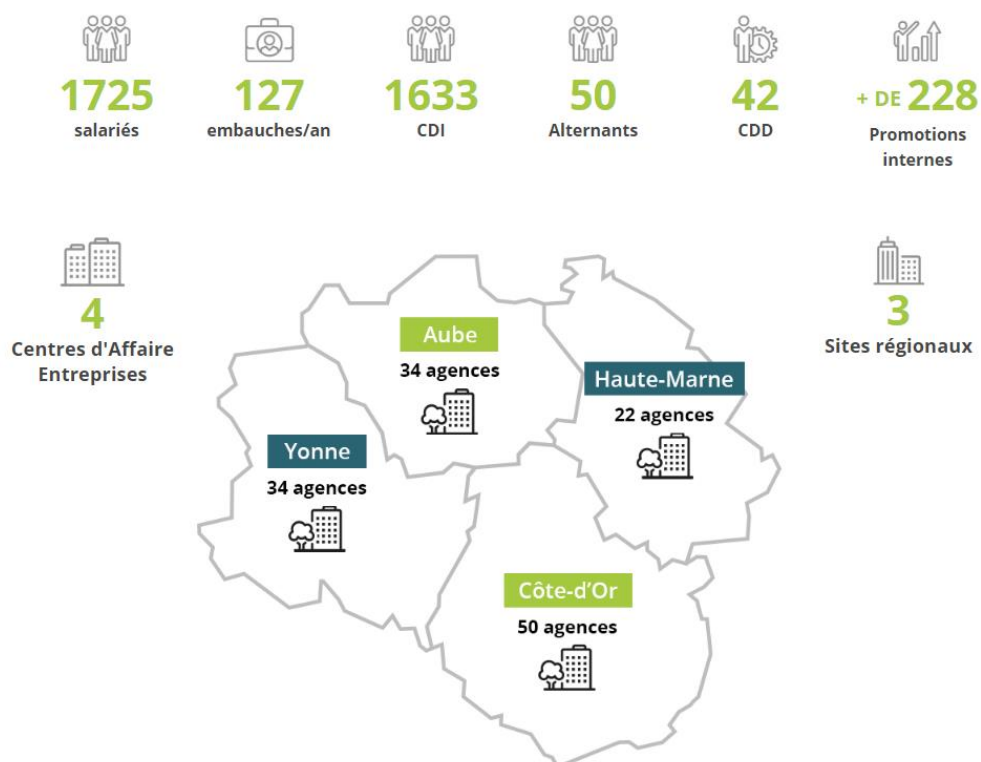 1725
salariés
127
embauches/an
1633
CDI
50
Alternants
42
CDD
+ DE 228
Promotions
internes
4
Centres d'Affaire
Entreprises
3
Sites régionaux
Aube
34 agences
Haute-Marne
22 agences
Yonne
34 agences
Côte-d’Or
50 agences